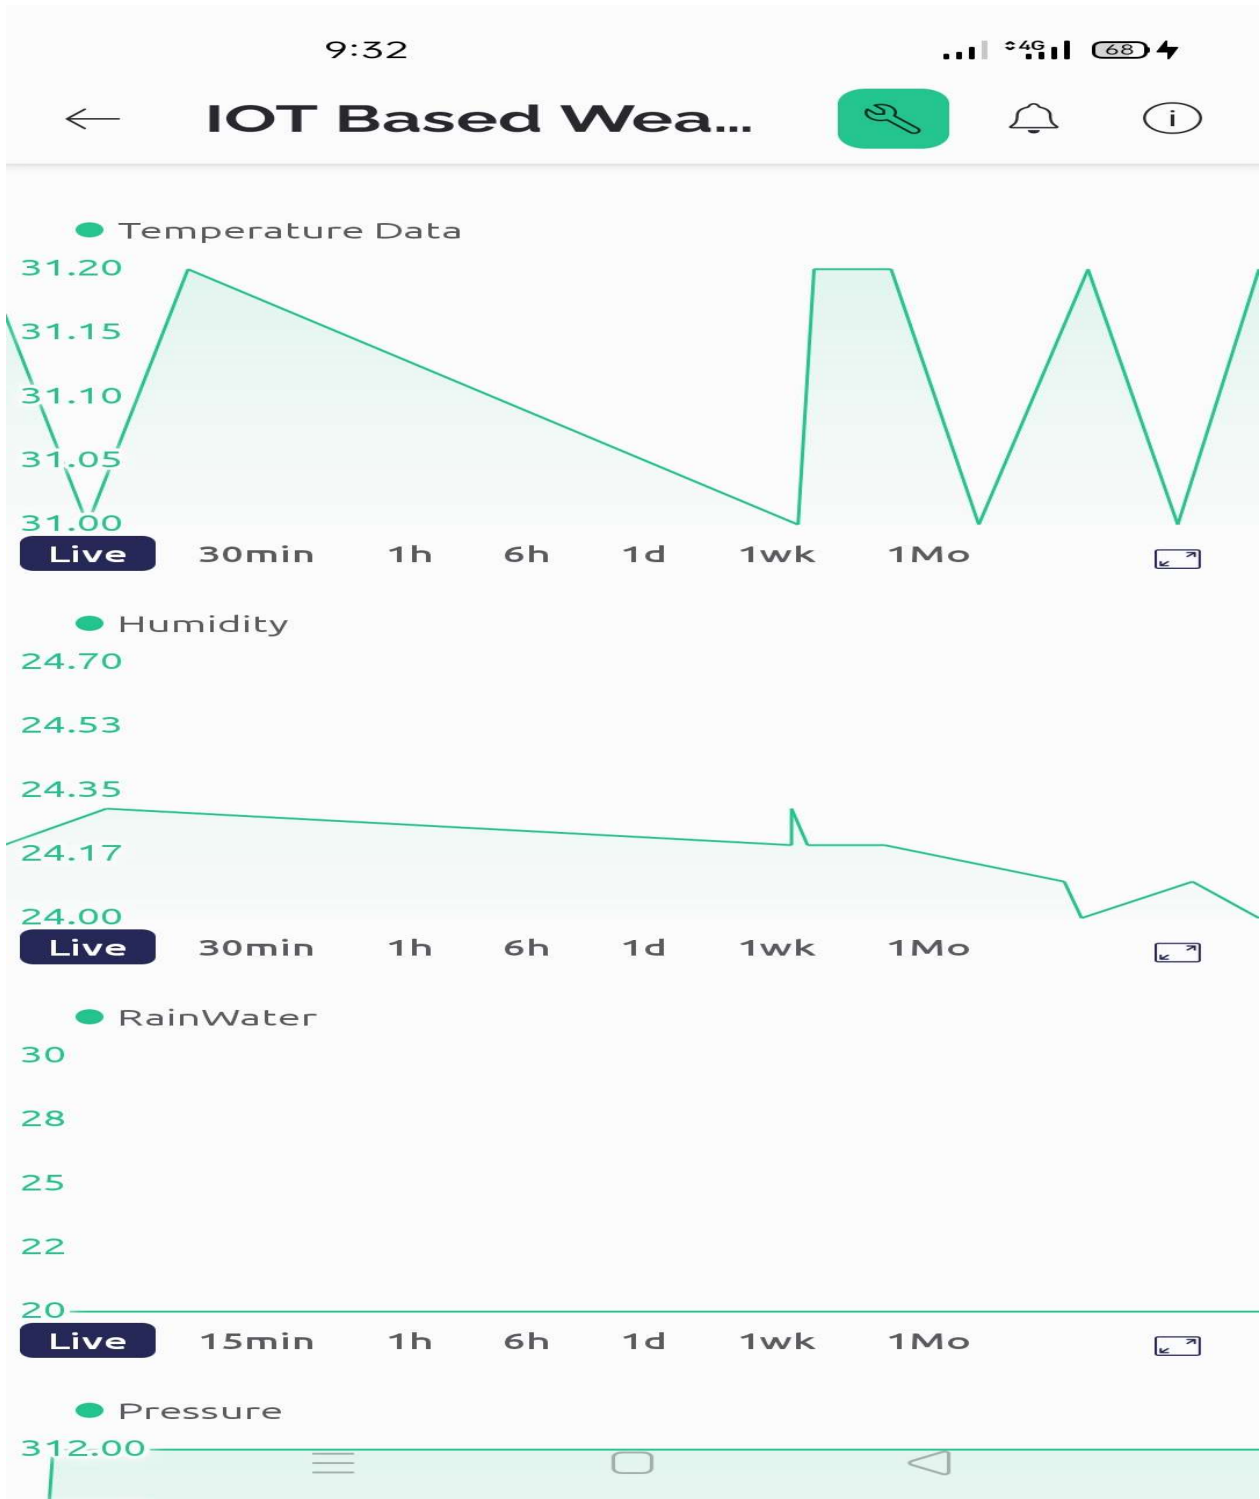 9:32 4G 68
IOT Based Wea...
Temperature Data
31.20
31.15
31.10
31.05
31.00
Live 30min 1h 6h 1d 1wk 1Mo
Humidity
24.70
24.53
24.35
24.17
24.00
Live 30min 1h 6h 1d 1wk 1Mo
RainWater
30
28
25
22
20
Live 15min 1h 6h 1d 1wk 1Mo
Pressure
312.00